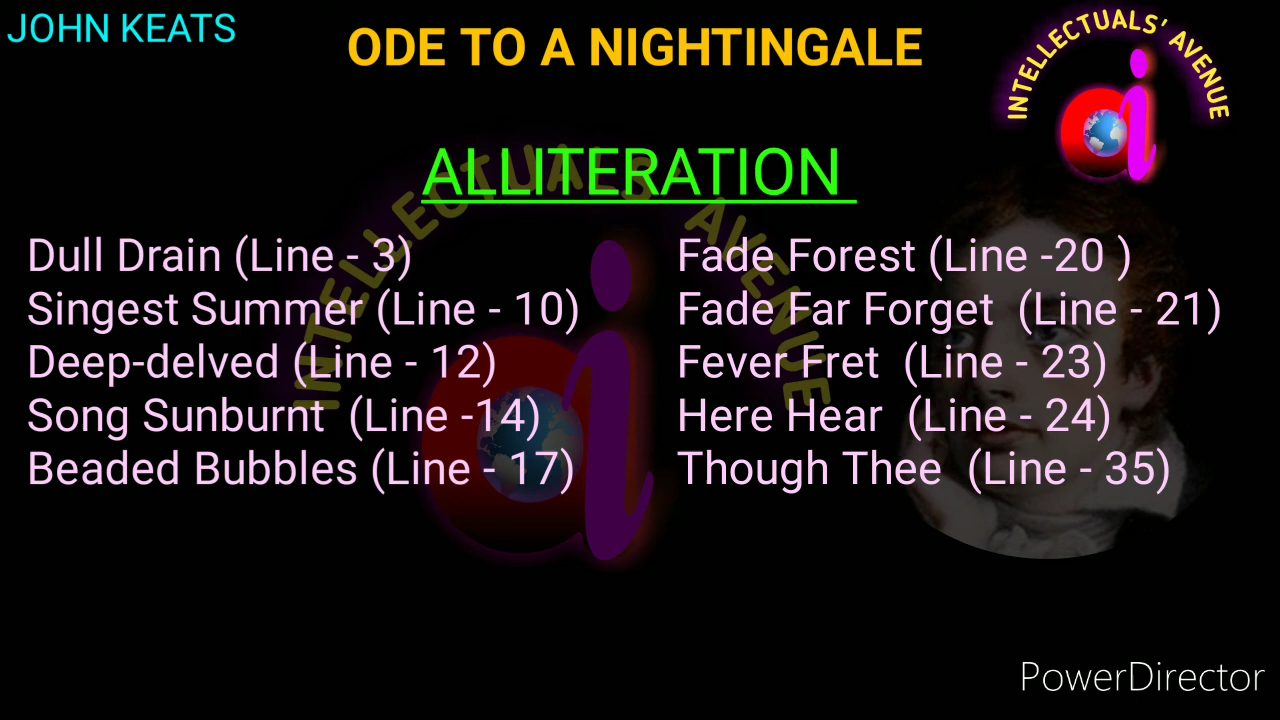 JOHN KEATS
ODE TO A NIGHTINGALE
INTELLECTUALS' AVENUE
ALLITERATION
INTELLECTUALS' AVENUE
Dull Drain (Line - 3)
Singest Summer (Line - 10)
Deep-delved (Line - 12)
Song Sunburnt (Line -14)
Beaded Bubbles (Line - 17)
Fade Forest (Line -20 )
Fade Far Forget (Line - 21)
Fever Fret (Line - 23)
Here Hear (Line - 24)
Though Thee (Line - 35)
PowerDirector